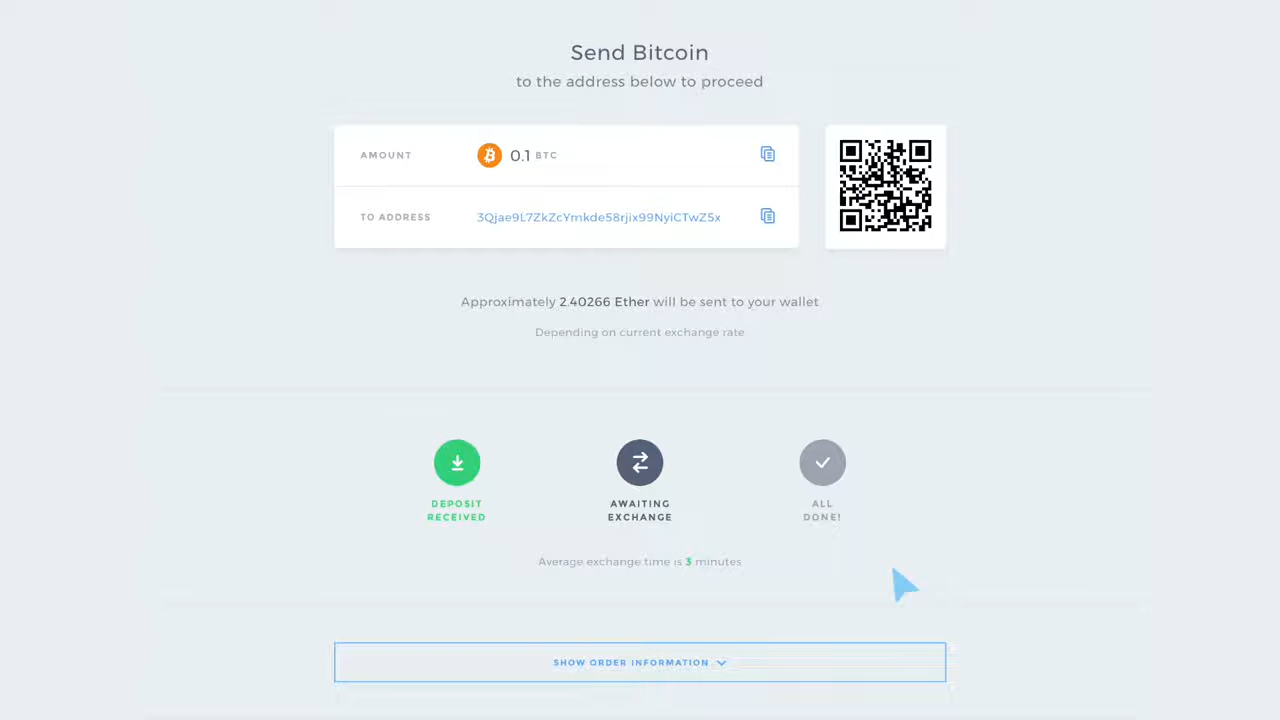 Send Bitcoin
to the address below to proceed
AMOUNT 0.1 BTC
TO ADDRESS 3Qjae9L7ZkZcYmkde58rjix99NyiCTwZ5x
Approximately 2.40266 Ether will be sent to your wallet
Depending on current exchange rate
DEPOSIT RECEIVED
AWAITING EXCHANGE
ALL DONE!
Average exchange time is 3 minutes
SHOW ORDER INFORMATION